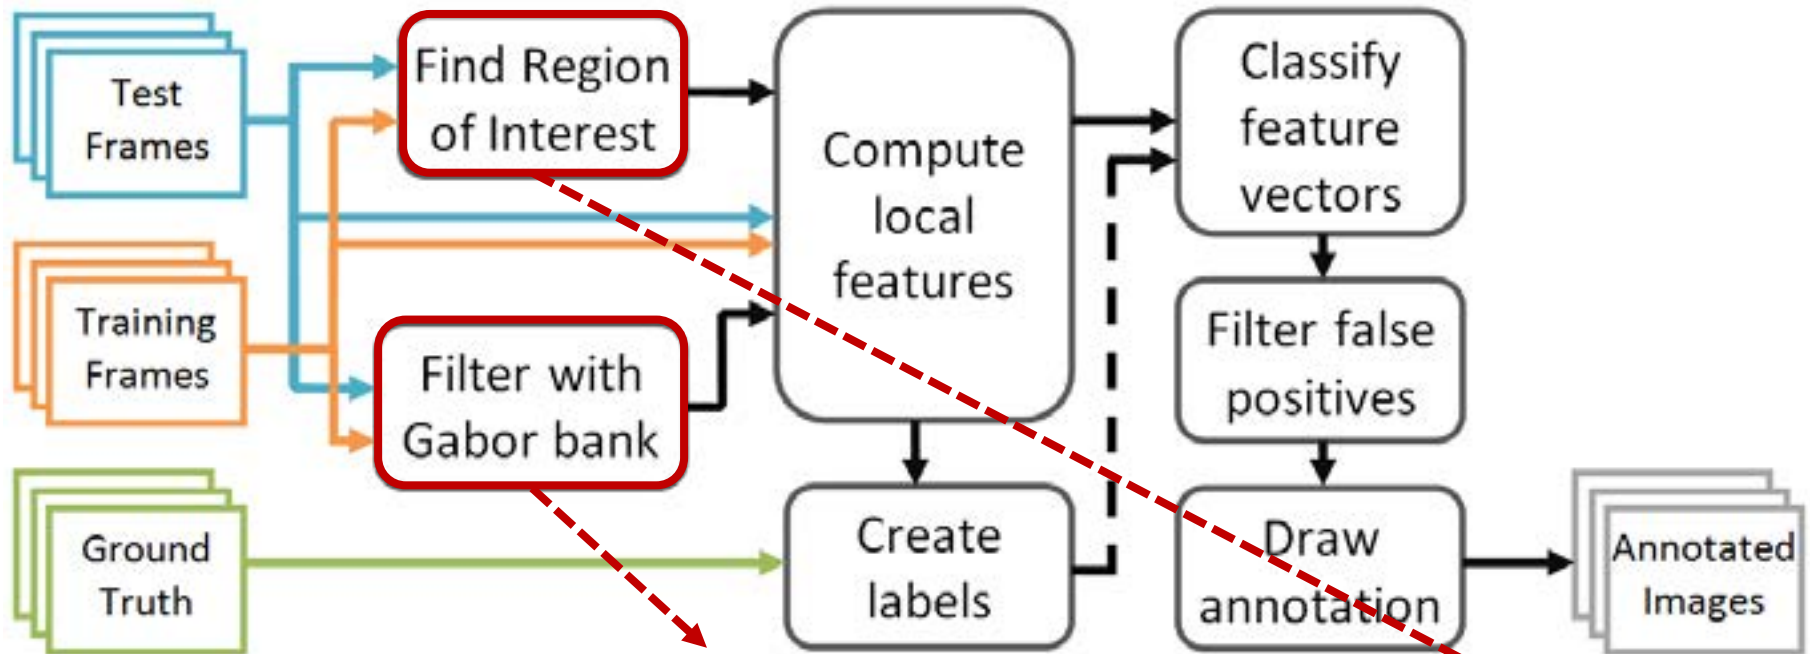 Test
Frames
Find Region
of Interest
Compute
local
features
Classify
feature
vectors
Training
Frames
Filter with
Gabor bank
Filter false
positives
Ground
Truth
Create
labels
Draw
annotation
Annotated
Images